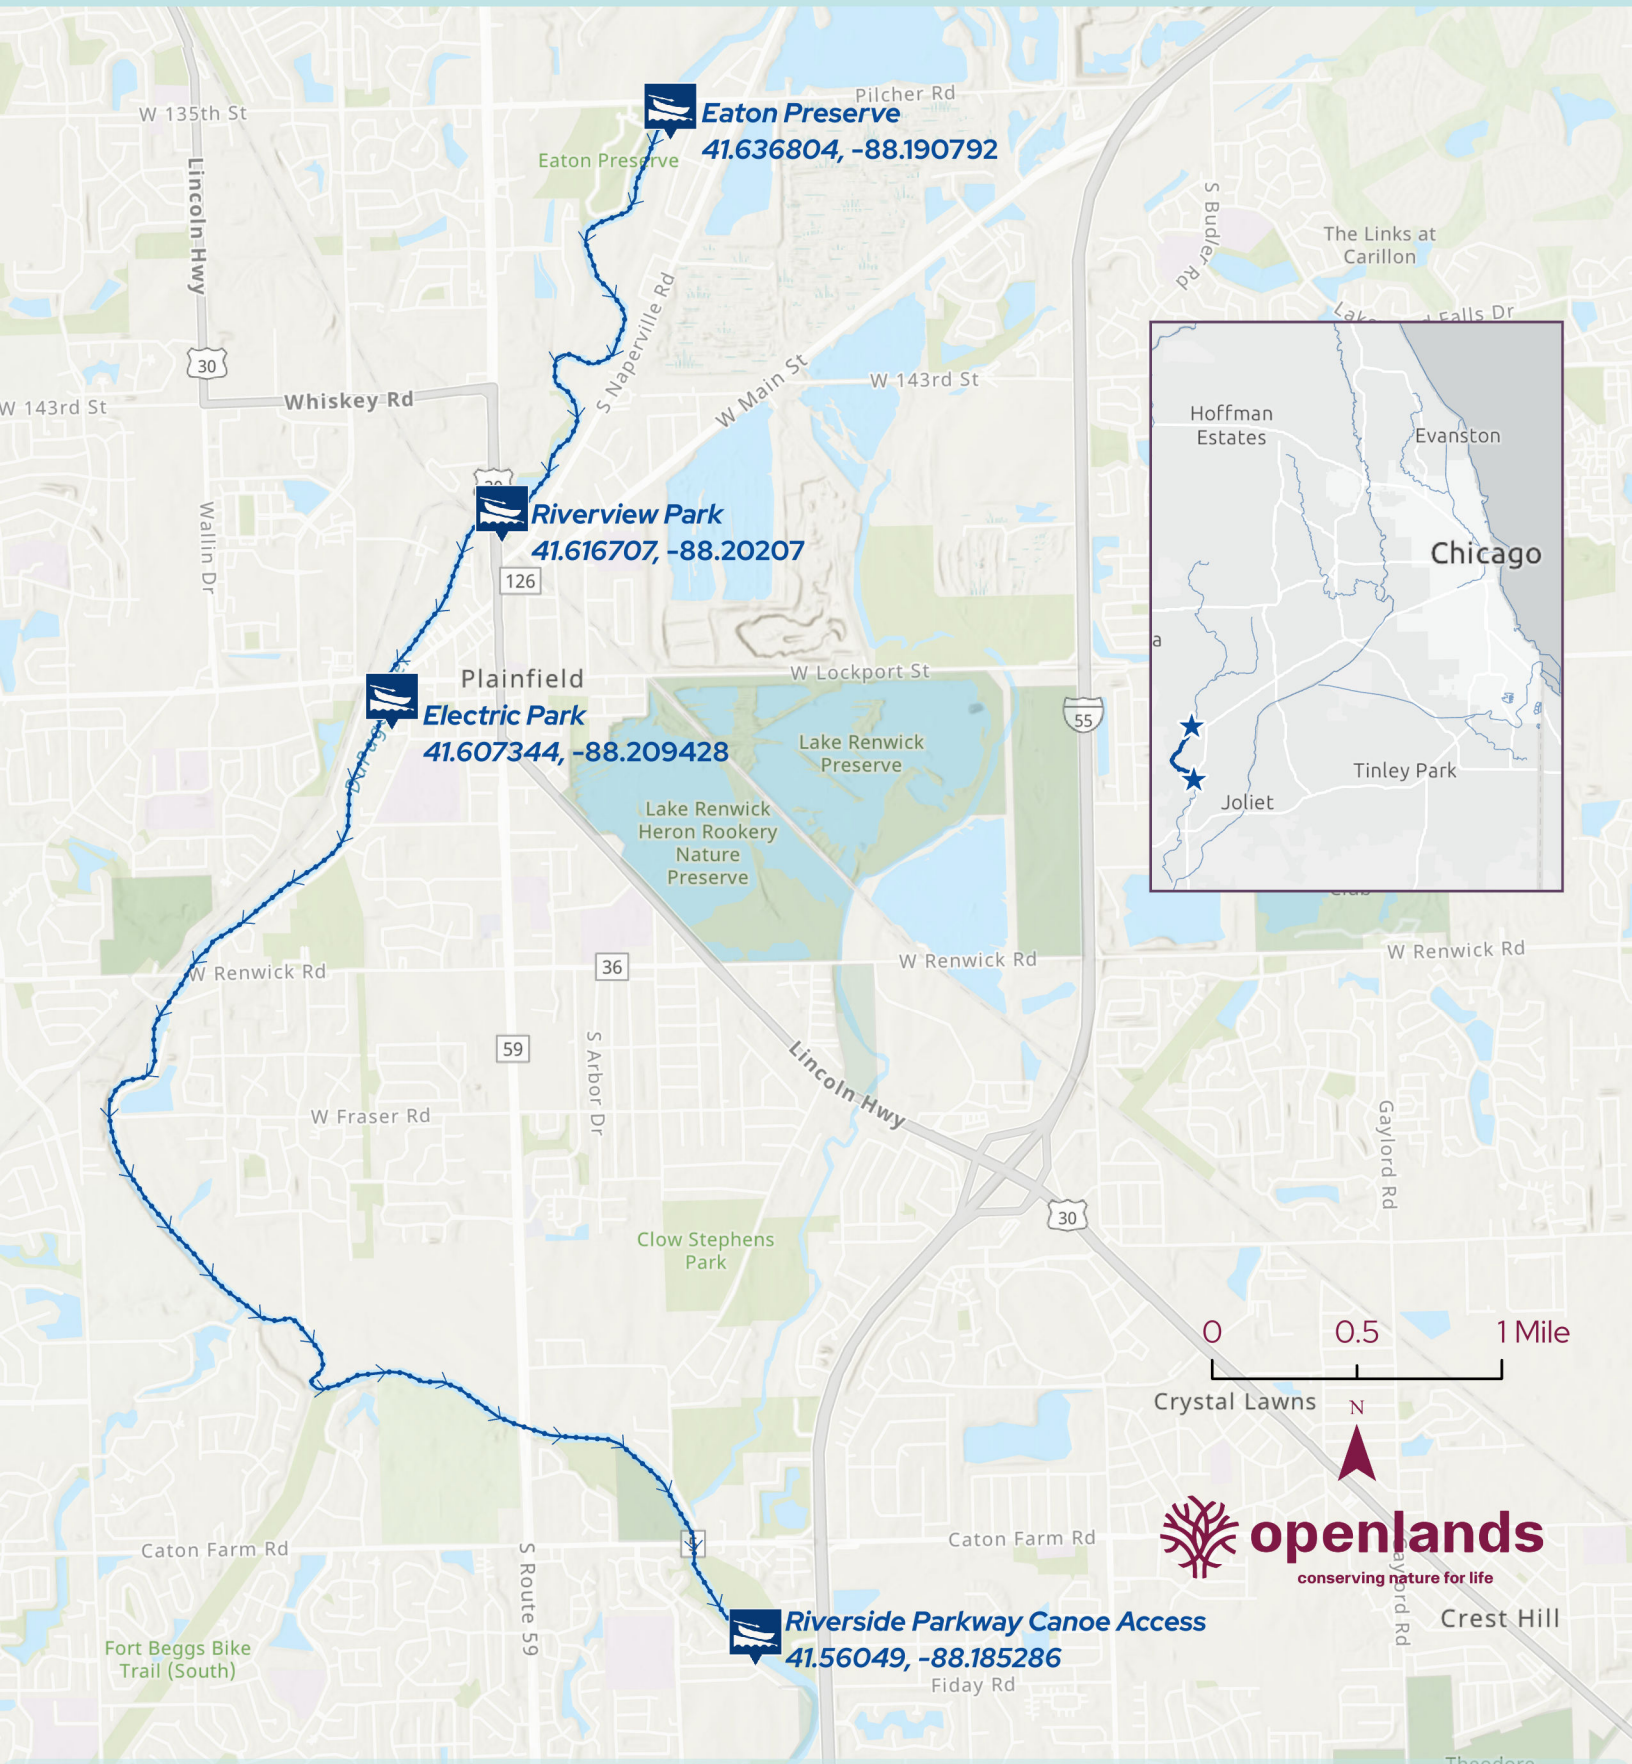 Pilcher Rd
W 135th St
Eaton Preserve
41.636804, -88.190792
Eaton Preserve
Lincoln Hwy
S Budler Rd
The Links at
Carillon
Falls Dr
S Naperville Rd
30
Whiskey Rd
W 143rd St
W Main St
W 143rd St
Hoffman
Estates
Evanston
Chicago
a
Tinley Park
Joliet
30
Riverview Park
41.616707, -88.20207
Wallin Dr
126
Plainfield
W Lockport St
Electric Park
41.607344, -88.209428
55
Lake Renwick
Preserve
Lake Renwick
Heron Rookery
Nature
Preserve
Club
W Renwick Rd
W Renwick Rd
W Renwick Rd
36
59
S Arbor Dr
Lincoln Hwy
W Fraser Rd
Gaylord Rd
30
Clow Stephens
Park
0 0.5 1 Mile
Crystal Lawns
N
openlands
conserving nature for life
Caton Farm Rd
Caton Farm Rd
S Route 59
Gaylord Rd
Crest Hill
Riverside Parkway Canoe Access
41.56049, -88.185286
Fiday Rd
Fort Beggs Bike
Trail (South)